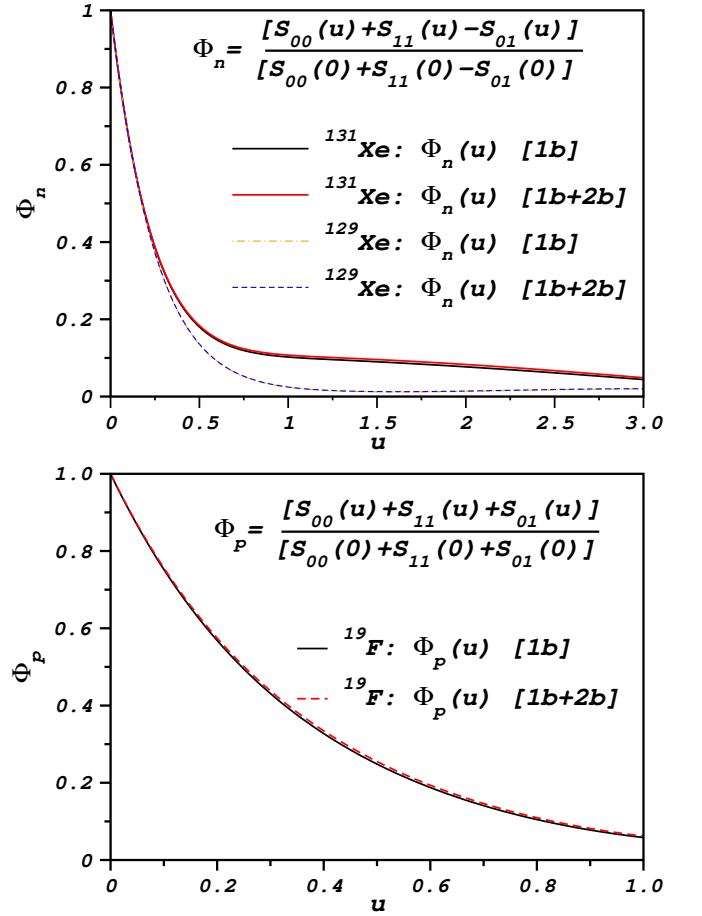 1
0.8
0.6
0.4
0.2
0
Φn
Φn= [S00(u)+S11(u)−S01(u)]
[S00(0)+S11(0)−S01(0)]
131Xe: Φn(u) [1b]
131Xe: Φn(u) [1b+2b]
129Xe: Φn(u) [1b]
129Xe: Φn(u) [1b+2b]
0 0.5 1 1.5 2 2.5 3.0
u
1.0
0.8
0.6
0.4
0.2
0
Φp
Φp= [S00(u)+S11(u)+S01(u)]
[S00(0)+S11(0)+S01(0)]
19F: Φp(u) [1b]
19F: Φp(u) [1b+2b]
0 0.2 0.4 0.6 0.8 1.0
u